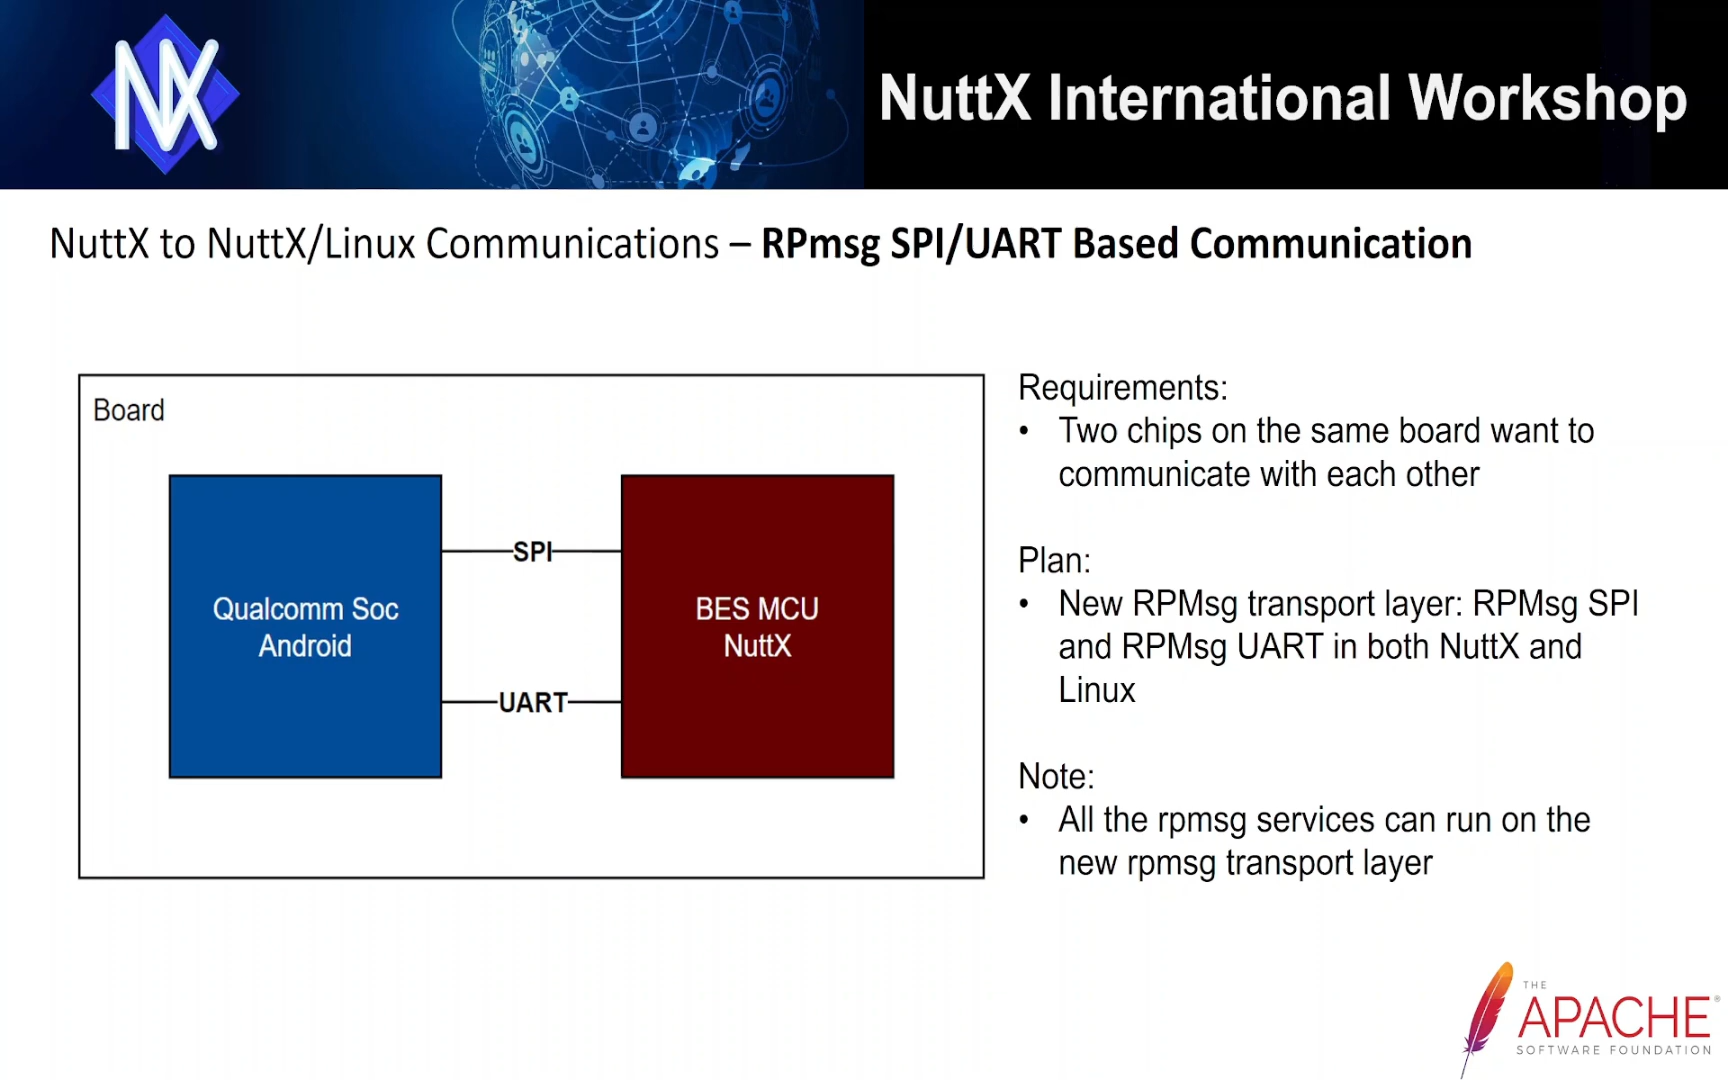 NX
NuttX International Workshop
NuttX to NuttX/Linux Communications – RPmsg SPI/UART Based Communication
Board
Qualcomm Soc
Android
SPI
UART
BES MCU
NuttX
Requirements:
• Two chips on the same board want to
communicate with each other
Plan:
• New RPMsg transport layer: RPMsg SPI
and RPMsg UART in both NuttX and
Linux
Note:
• All the rpmsg services can run on the
new rpmsg transport layer
THE
APACHE®
SOFTWARE FOUNDATION